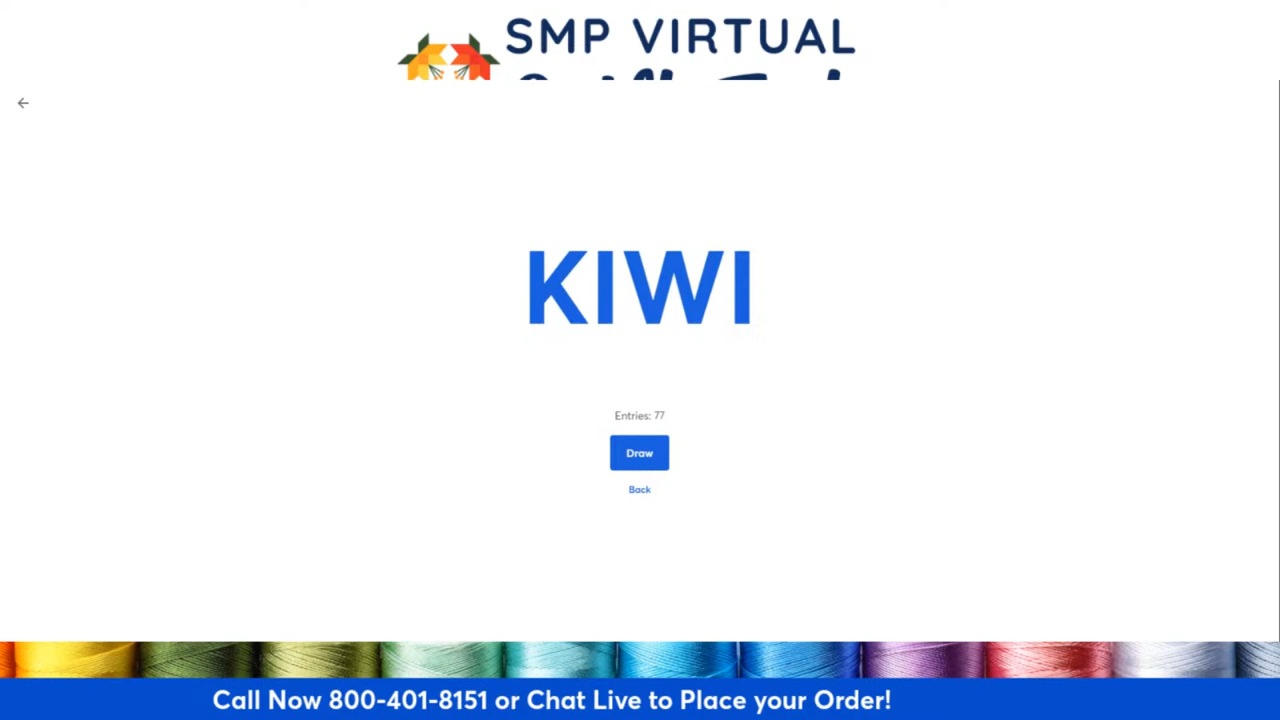 SMP VIRTUAL
KIWI
Entries: 77
Draw
Back
Call Now 800-401-8151 or Chat Live to Place your Order!